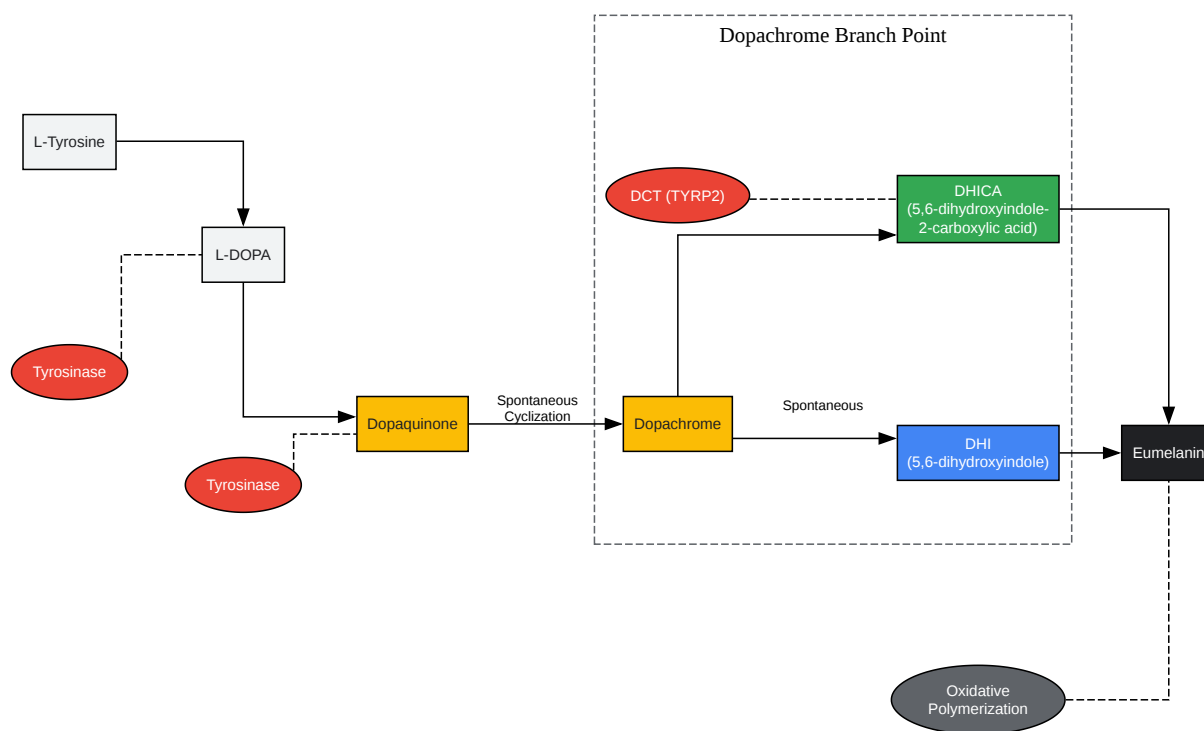 Dopachrome Branch Point
L-Tyrosine
DCT (TYRP2)
DHICA
(5,6-dihydroxyindole-
2-carboxylic acid)
L-DOPA
Tyrosinase
Spontaneous
Cyclization
Spontaneous
Dopaquinone
Dopachrome
DHI
(5,6-dihydroxyindole)
Eumelanin
Tyrosinase
Oxidative
Polymerization